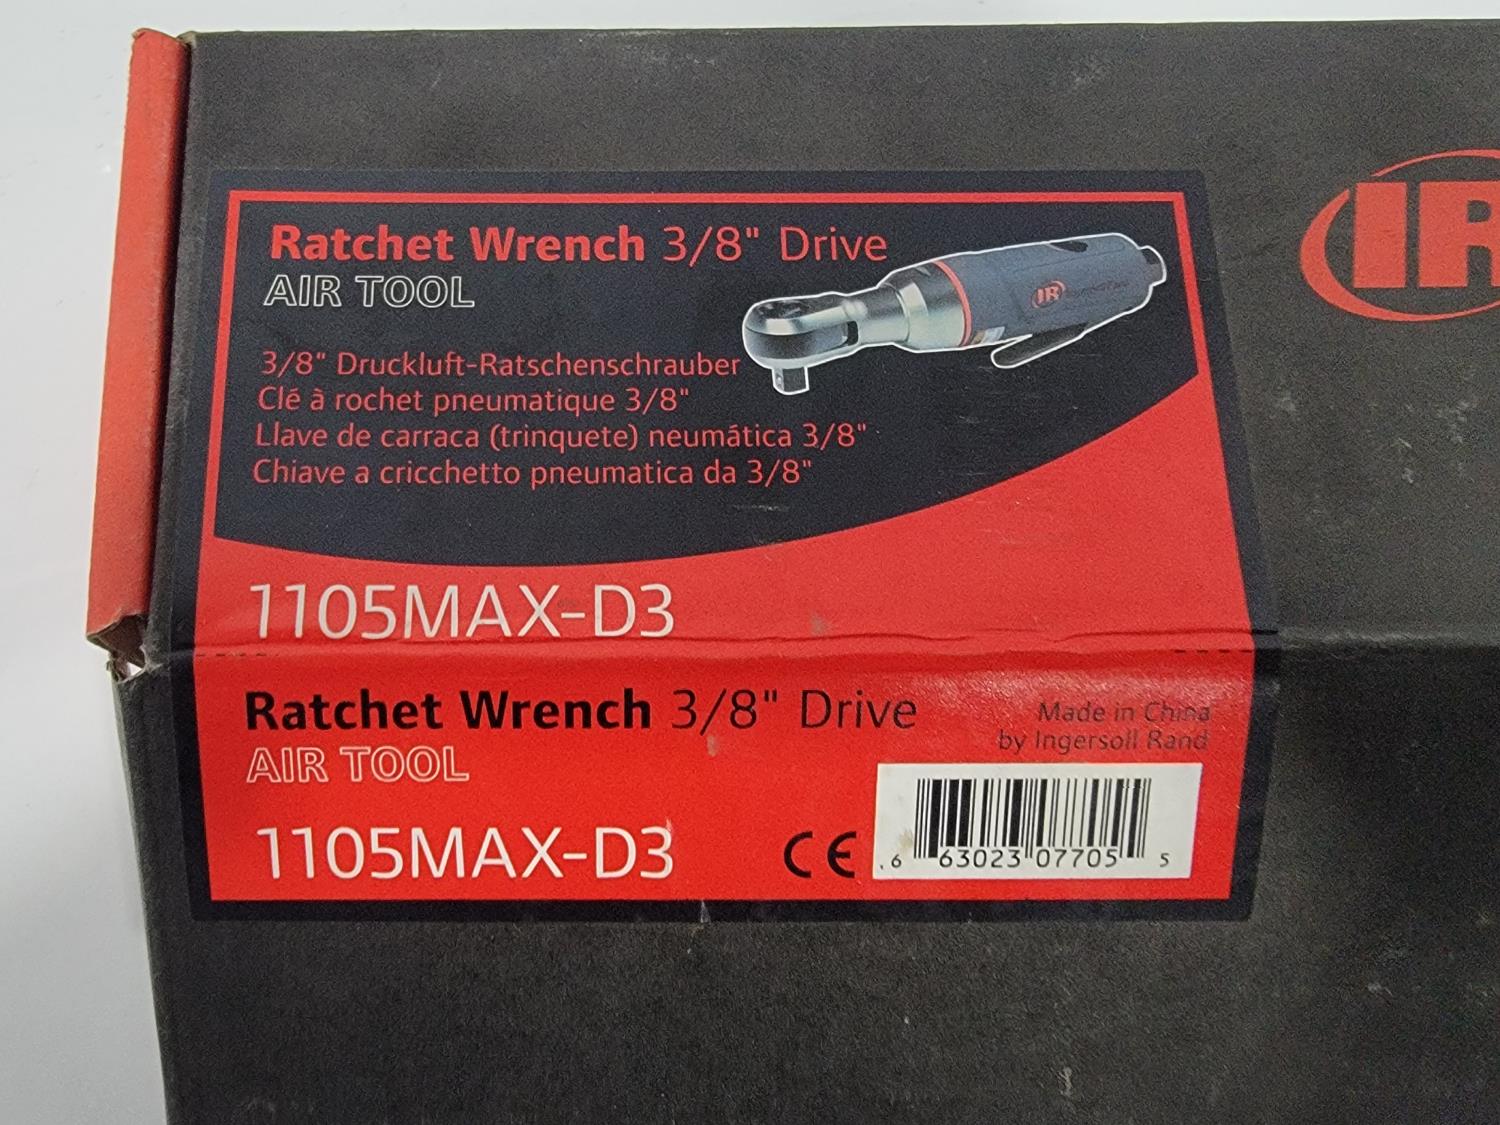 Ratchet Wrench 3/8" Drive
AIR TOOL
3/8" Druckluft-Ratschenschrauber
Clé à rochet pneumatique 3/8"
Llave de carraca (trinquete) neumática 3/8"
Chiave a cricchetto pneumatica da 3/8"
IR
IR
1105MAX-D3
Ratchet Wrench 3/8" Drive
AIR TOOL
Made in China
by Ingersoll Rand
1105MAX-D3
CE
6 63023 07705 5